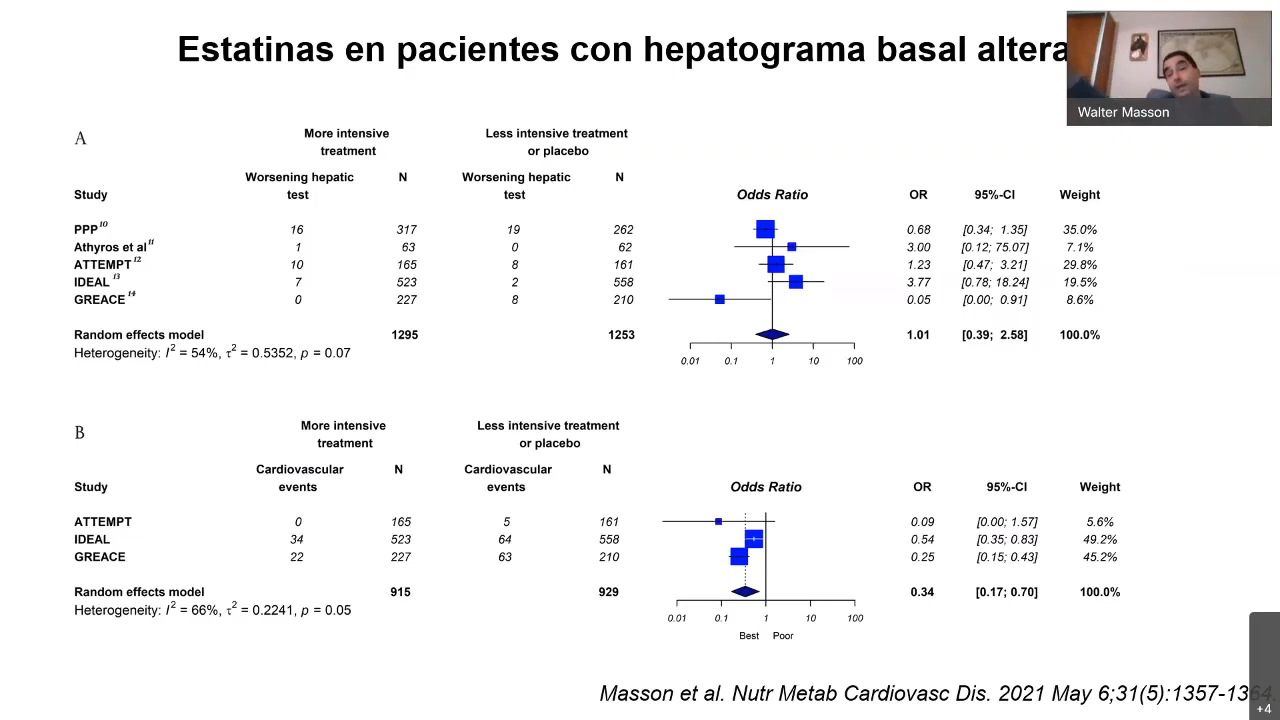 Estatinas en pacientes con hepatograma basal altera
Walter Masson
A
More intensive treatment
Less intensive treatment or placebo
Study
Worsening hepatic test
N
Worsening hepatic test
N
Odds Ratio
OR
95%-CI
Weight
PPP10 16 317 19 262 0.68 [0.34; 1.35] 35.0%
Athyros et al11 1 63 0 62 3.00 [0.12; 75.07] 7.1%
ATTEMPT12 10 165 8 161 1.23 [0.47; 3.21] 29.8%
IDEAL13 7 523 2 558 3.77 [0.78; 18.24] 19.5%
GREACE14 0 227 8 210 0.05 [0.00; 0.91] 8.6%
Random effects model 1295 1253 1.01 [0.39; 2.58] 100.0%
Heterogeneity: I2 = 54%, τ2 = 0.5352, p = 0.07
0.01 0.1 1 10 100
B
More intensive treatment
Less intensive treatment or placebo
Study
Cardiovascular events
N
Cardiovascular events
N
Odds Ratio
OR
95%-CI
Weight
ATTEMPT 0 165 5 161 0.09 [0.00; 1.57] 5.6%
IDEAL 34 523 64 558 0.54 [0.35; 0.83] 49.2%
GREACE 22 227 63 210 0.25 [0.15; 0.43] 45.2%
Random effects model 915 929 0.34 [0.17; 0.70] 100.0%
Heterogeneity: I2 = 66%, τ2 = 0.2241, p = 0.05
0.01 0.1 1 10 100
Best Poor
Masson et al. Nutr Metab Cardiovasc Dis. 2021 May 6;31(5):1357-1364.
+4